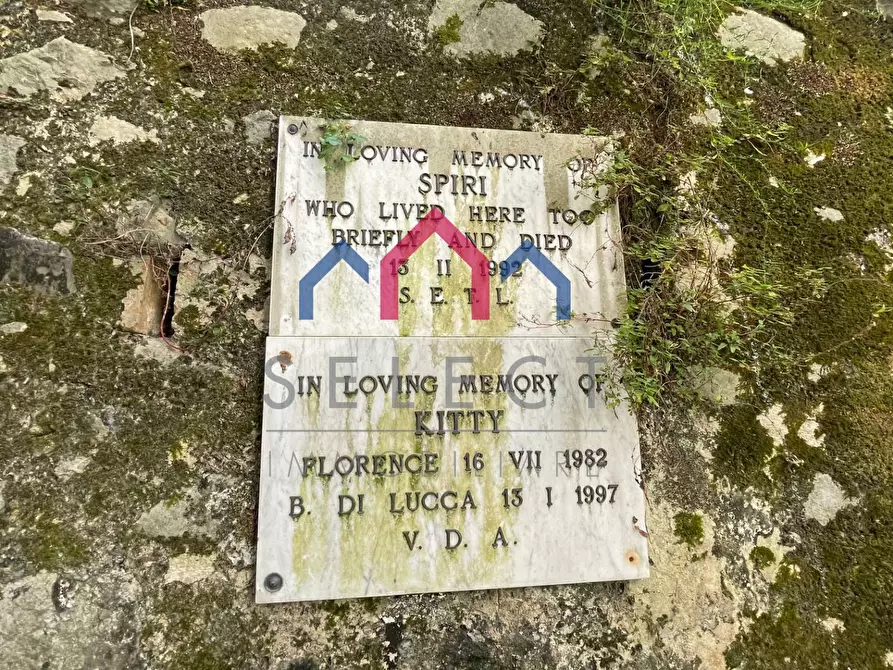 IN LOVING MEMORY OF
SPIRI
WHO LIVED HERE TOO
BRIEFLY AND DIED
13 II 1992
S. E. T. L.
SELECT
IN LOVING MEMORY OF
KITTY
FLORENCE 16 VII 1982
B. DI LUCCA 13 I 1997
V. D. A.